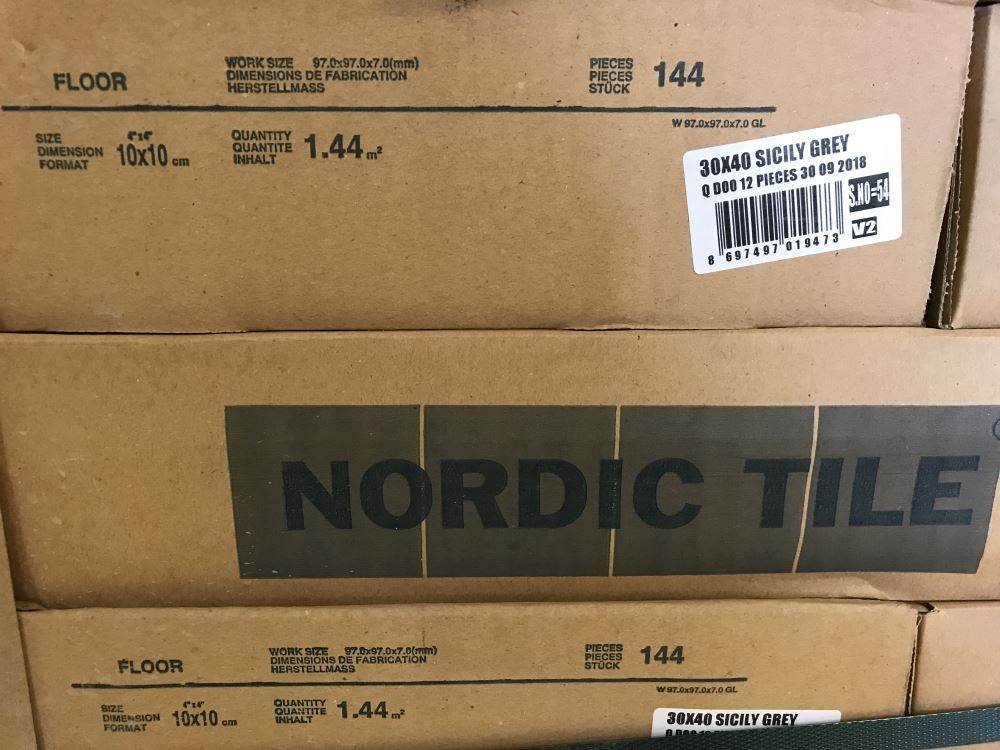 FLOOR
WORK SIZE 97.0x97.0x7.0(mm)
DIMENSIONS DE FABRICATION
HERSTELLMASS
PIECES
PIECES
STÜCK
144
W 97.0x97.0x7.0 GL
SIZE
DIMENSION
FORMAT
4"x4"
10x10 cm
QUANTITY
QUANTITE
INHALT
1.44 m²
30X40 SICILY GREY
Q D00 12 PIECES 30 09 2018
S.NO=54
V2
8 697497 019473
NORDIC TILE
FLOOR
WORK SIZE 97.0x97.0x7.0(mm)
DIMENSIONS DE FABRICATION
HERSTELLMASS
PIECES
PIECES
STÜCK
144
W 97.0x97.0x7.0 GL
SIZE
DIMENSION
FORMAT
4"x4"
10x10 cm
QUANTITY
QUANTITE
INHALT
1.44 m²
30X40 SICILY GREY